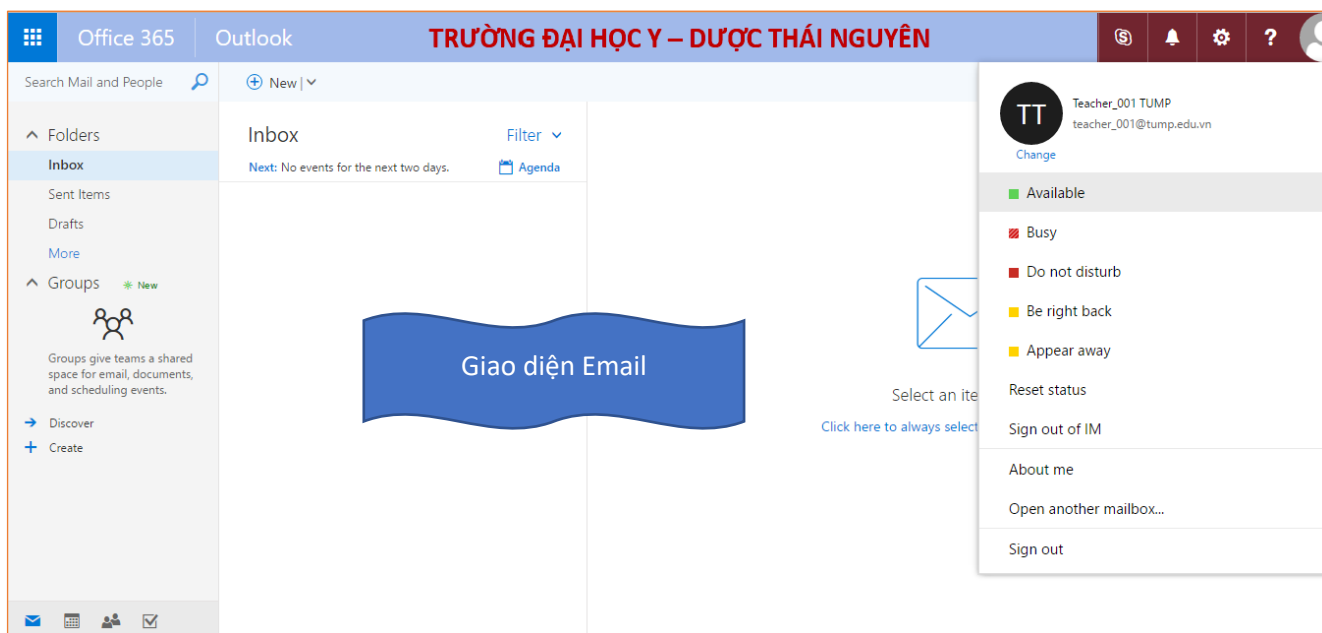 Office 365
Outlook
TRƯỜNG ĐẠI HỌC Y – DƯỢC THÁI NGUYÊN
?
Search Mail and People
New
Folders
Inbox
Sent Items
Drafts
More
Groups
New
Groups give teams a shared
space for email, documents,
and scheduling events.
Discover
Create
Inbox
Filter
Next: No events for the next two days.
Agenda
Giao diện Email
Select an ite
Click here to always select
TT
Teacher_001 TUMP
teacher_001@tump.edu.vn
Change
Available
Busy
Do not disturb
Be right back
Appear away
Reset status
Sign out of IM
About me
Open another mailbox...
Sign out